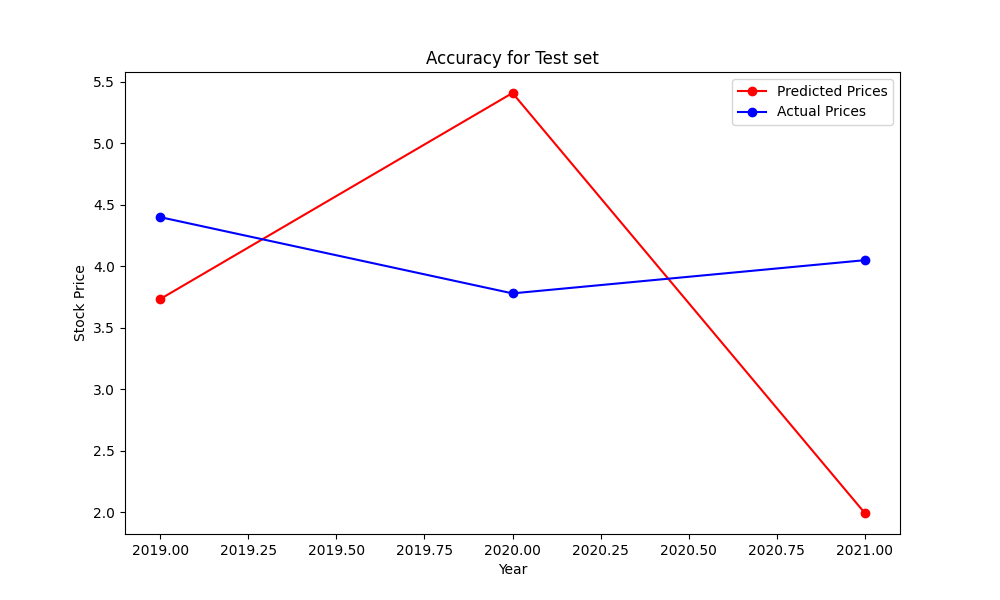 Accuracy for Test set
Predicted Prices
Actual Prices
Stock Price
5.5
5.0
4.5
4.0
3.5
3.0
2.5
2.0
2019.00 2019.25 2019.50 2019.75 2020.00 2020.25 2020.50 2020.75 2021.00
Year